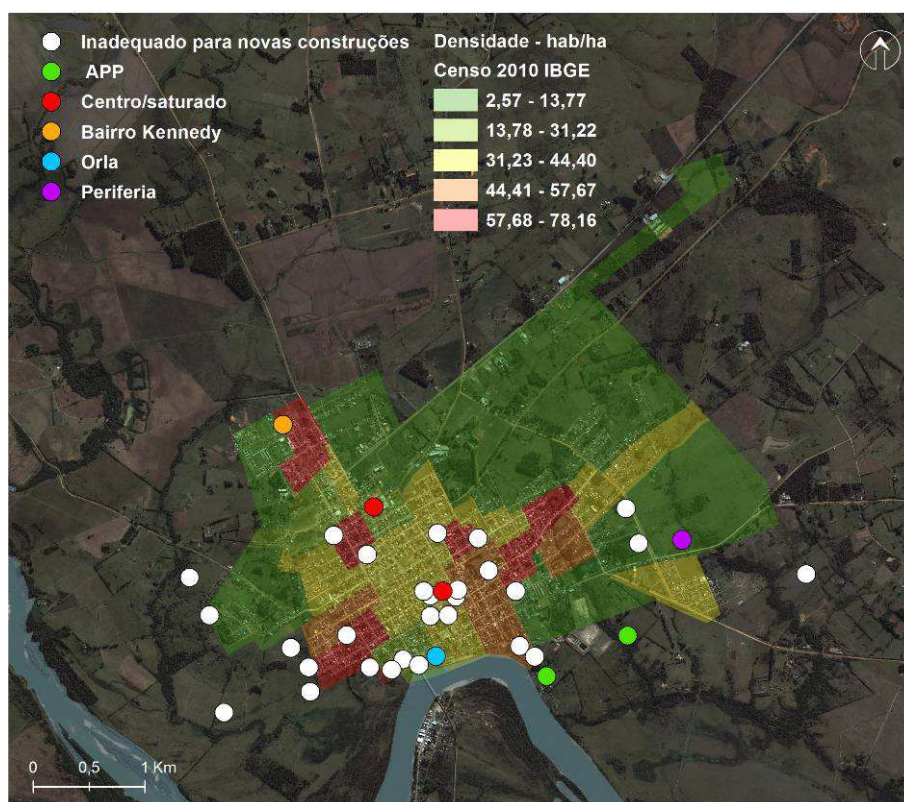 Inadequado para novas construções
APP
Centro/saturado
Bairro Kennedy
Orla
Periferia
Densidade - hab/ha
Censo 2010 IBGE
2,57 - 13,77
13,78 - 31,22
31,23 - 44,40
44,41 - 57,67
57,68 - 78,16
0 0,5 1 Km